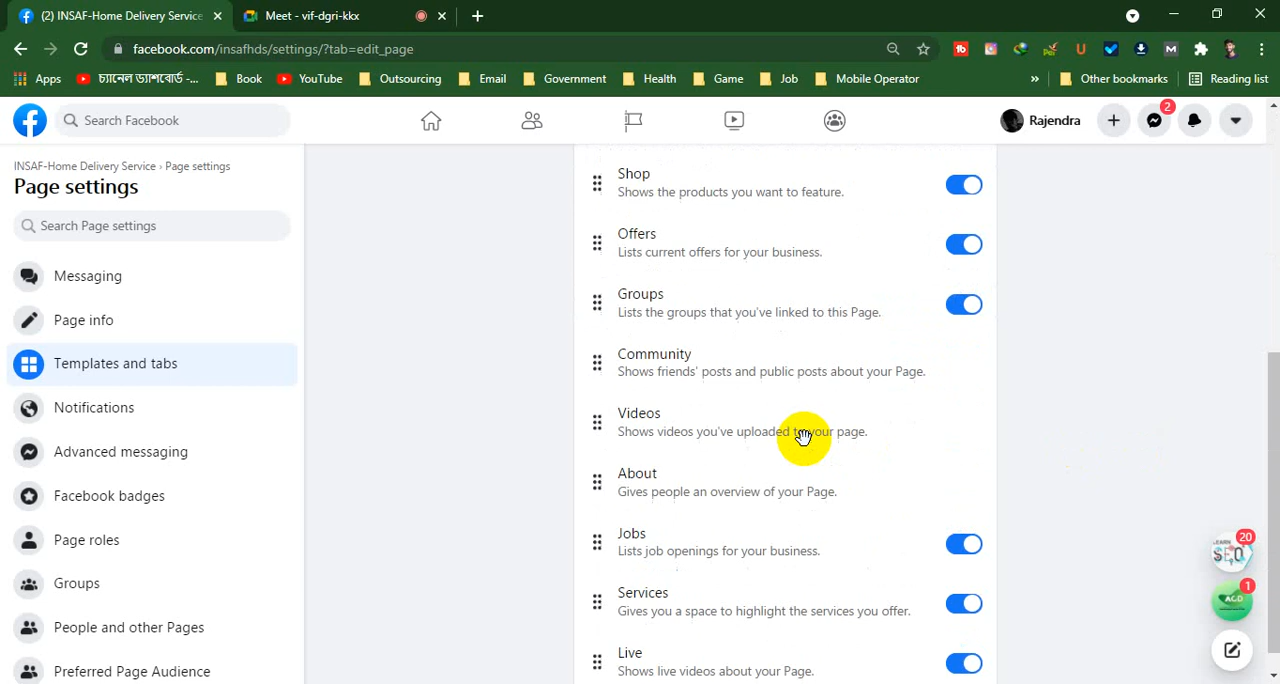 (2) INSAF-Home Delivery Service
Meet - vif-dgri-kkx
facebook.com/insafhds/settings/?tab=edit_page
Apps
চ্যানেল ড্যাশবোর্ড -...
Book
YouTube
Outsourcing
Email
Government
Health
Game
Job
Mobile Operator
»
Other bookmarks
Reading list
Search Facebook
Rajendra
2
INSAF-Home Delivery Service › Page settings
Page settings
Search Page settings
Messaging
Page info
Templates and tabs
Notifications
Advanced messaging
Facebook badges
Page roles
Groups
People and other Pages
Preferred Page Audience
Shop
Shows the products you want to feature.
Offers
Lists current offers for your business.
Groups
Lists the groups that you've linked to this Page.
Community
Shows friends' posts and public posts about your Page.
Videos
Shows videos you've uploaded to your page.
About
Gives people an overview of your Page.
Jobs
Lists job openings for your business.
Services
Gives you a space to highlight the services you offer.
Live
Shows live videos about your Page.
20
LEARN
SEO
1